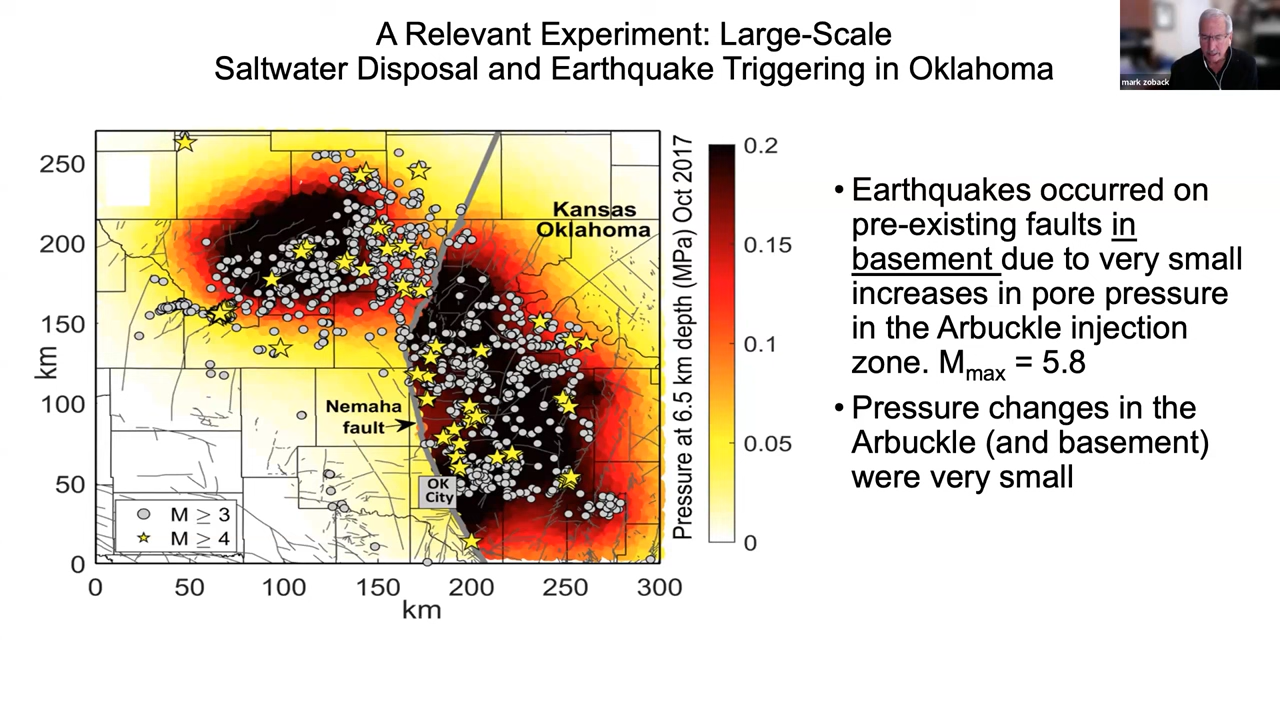 A Relevant Experiment: Large-Scale
Saltwater Disposal and Earthquake Triggering in Oklahoma
mark zoback
250
200
150
100
50
0
km
0
50
100
150
200
250
300
km
Kansas
Oklahoma
Nemaha
fault
OK
City
M ≥ 3
M ≥ 4
Pressure at 6.5 km depth (MPa) Oct 2017
0.2
0.15
0.1
0.05
0
• Earthquakes occurred on
pre-existing faults in
basement due to very small
increases in pore pressure
in the Arbuckle injection
zone. Mmax = 5.8
• Pressure changes in the
Arbuckle (and basement)
were very small